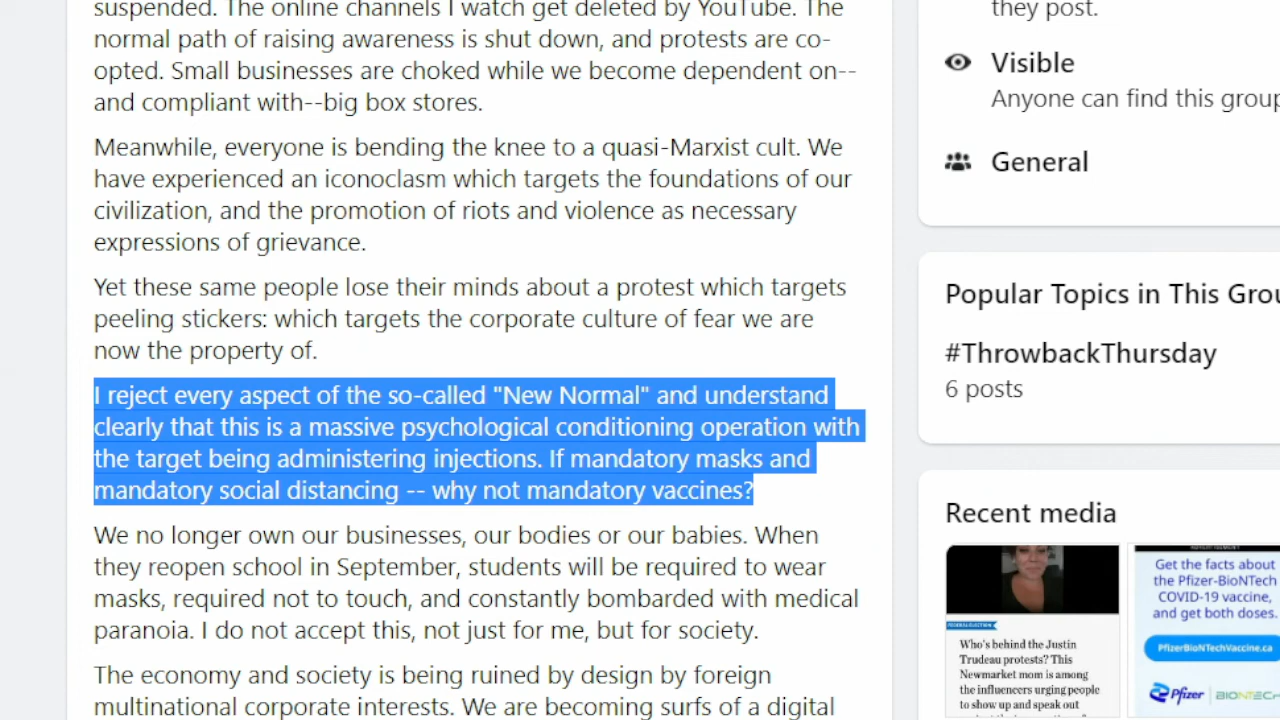 suspended. The online channels I watch get deleted by YouTube. The
normal path of raising awareness is shut down, and protests are co-
opted. Small businesses are choked while we become dependent on--
and compliant with--big box stores.
Meanwhile, everyone is bending the knee to a quasi-Marxist cult. We
have experienced an iconoclasm which targets the foundations of our
civilization, and the promotion of riots and violence as necessary
expressions of grievance.
Yet these same people lose their minds about a protest which targets
peeling stickers: which targets the corporate culture of fear we are
now the property of.
I reject every aspect of the so-called "New Normal" and understand
clearly that this is a massive psychological conditioning operation with
the target being administering injections. If mandatory masks and
mandatory social distancing -- why not mandatory vaccines?
We no longer own our businesses, our bodies or our babies. When
they reopen school in September, students will be required to wear
masks, required not to touch, and constantly bombarded with medical
paranoia. I do not accept this, not just for me, but for society.
The economy and society is being ruined by design by foreign
multinational corporate interests. We are becoming surfs of a digital
they post.
Visible
Anyone can find this group
General
Popular Topics in This Grou
#ThrowbackThursday
6 posts
Recent media
FEDERAL ELECTION
Who's behind the Justin
Trudeau protests? This
Newmarket mom is among
the influencers urging people
to show up and speak out
Get the facts about
the Pfizer-BioNTech
COVID-19 vaccine,
and get both doses.
PfizerBioNTechVaccine.ca
Pfizer BIONTECH